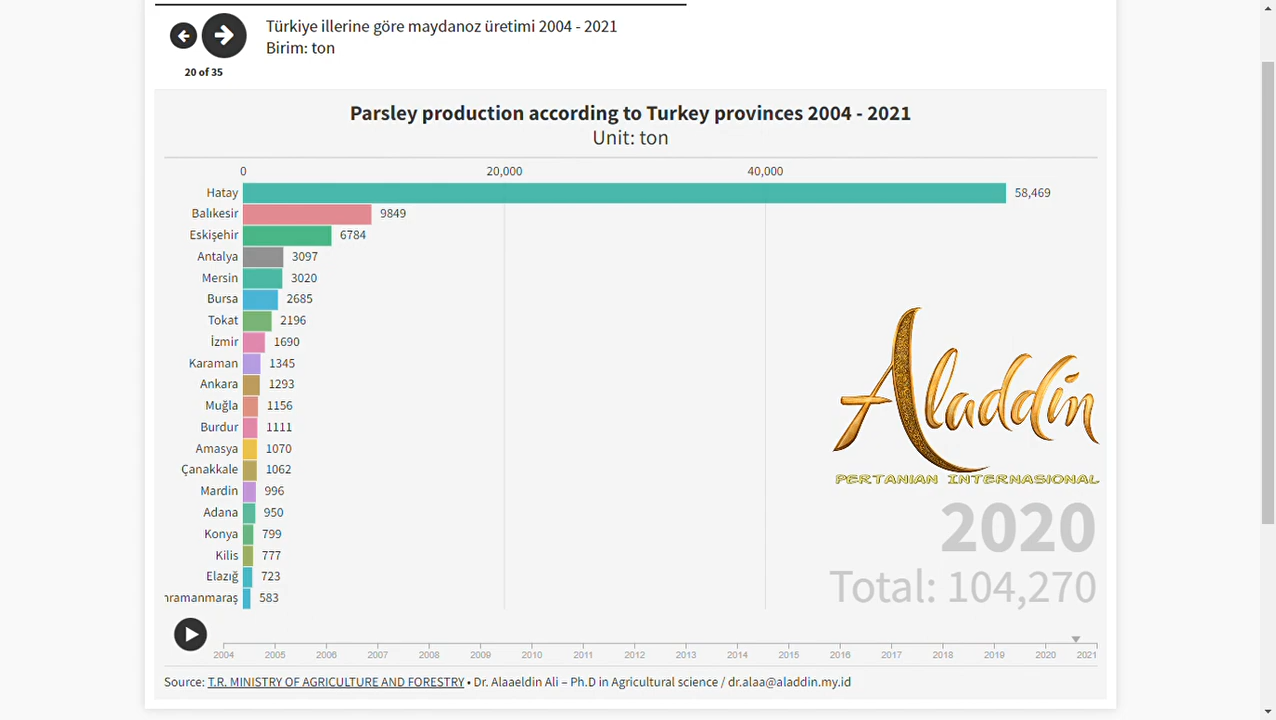 Türkiye illerine göre maydanoz üretimi 2004 - 2021
Birim: ton
20 of 35
Parsley production according to Turkey provinces 2004 - 2021
Unit: ton
0 20,000 40,000
Hatay 58,469
Balıkesir 9849
Eskişehir 6784
Antalya 3097
Mersin 3020
Bursa 2685
Tokat 2196
İzmir 1690
Karaman 1345
Ankara 1293
Muğla 1156
Burdur 1111
Amasya 1070
Çanakkale 1062
Mardin 996
Adana 950
Konya 799
Kilis 777
Elazığ 723
ramanmaraş 583
Aladdin
PERTANIAN INTERNASIONAL
2020
Total: 104,270
2004 2005 2006 2007 2008 2009 2010 2011 2012 2013 2014 2015 2016 2017 2018 2019 2020 2021
Source: T.R. MINISTRY OF AGRICULTURE AND FORESTRY • Dr. Alaaeldin Ali – Ph.D in Agricultural science / dr.alaa@aladdin.my.id